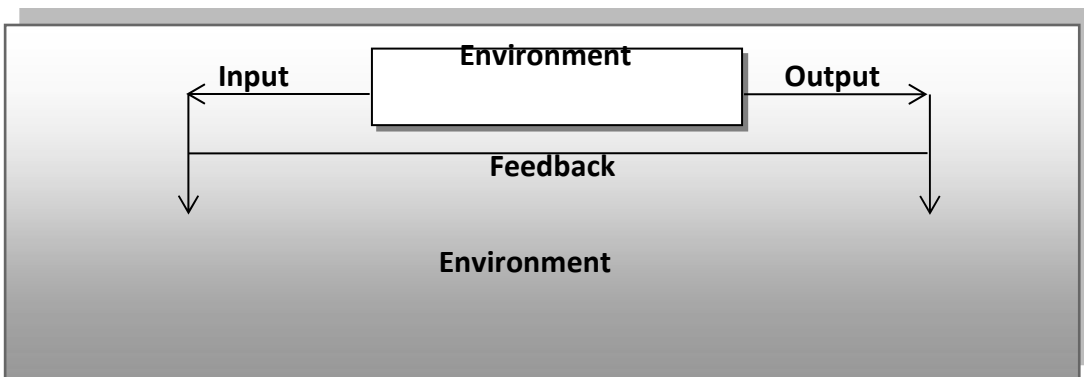 Environment
Input
Output
Feedback
Environment